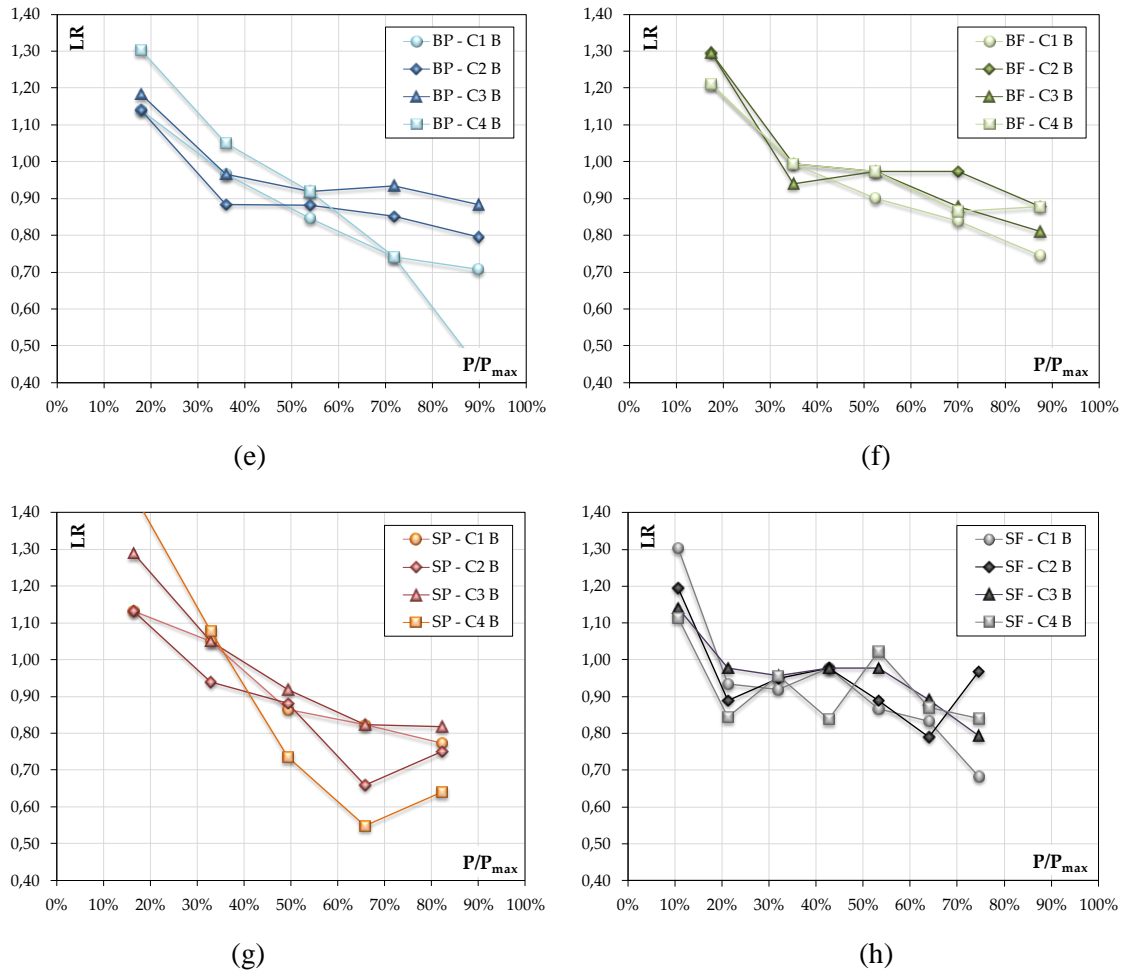 LR
1,40
1,30
1,20
1,10
1,00
0,90
0,80
0,70
0,60
0,50
0,40
BP - C1 B
BP - C2 B
BP - C3 B
BP - C4 B
P/Pmax
0% 10% 20% 30% 40% 50% 60% 70% 80% 90% 100%
(e)
LR
1,40
1,30
1,20
1,10
1,00
0,90
0,80
0,70
0,60
0,50
0,40
BF - C1 B
BF - C2 B
BF - C3 B
BF - C4 B
P/Pmax
0% 10% 20% 30% 40% 50% 60% 70% 80% 90% 100%
(f)
LR
1,40
1,30
1,20
1,10
1,00
0,90
0,80
0,70
0,60
0,50
0,40
SP - C1 B
SP - C2 B
SP - C3 B
SP - C4 B
P/Pmax
0% 10% 20% 30% 40% 50% 60% 70% 80% 90% 100%
(g)
LR
1,40
1,30
1,20
1,10
1,00
0,90
0,80
0,70
0,60
0,50
0,40
SF - C1 B
SF - C2 B
SF - C3 B
SF - C4 B
P/Pmax
0% 10% 20% 30% 40% 50% 60% 70% 80% 90% 100%
(h)